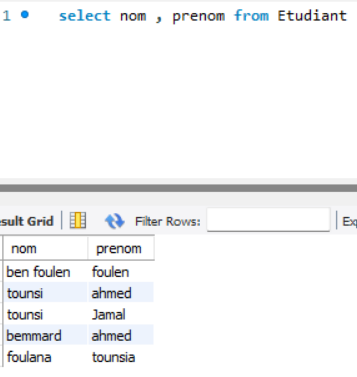 1 select nom , prenom from Etudiant
sult Grid Filter Rows: Exp
nom prenom
ben foulen foulen
tounsi ahmed
tounsi Jamal
bemmard ahmed
foulana tounsia